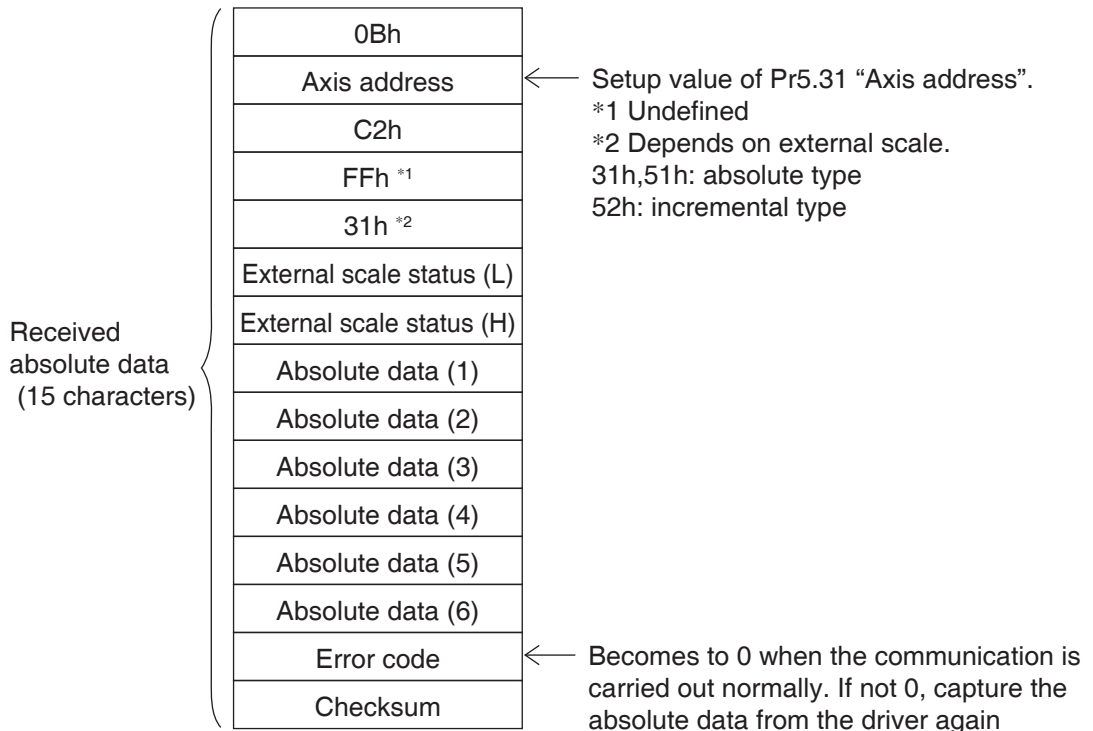 0Bh
Axis address
C2h
FFh *1
31h *2
External scale status (L)
External scale status (H)
Absolute data (1)
Absolute data (2)
Absolute data (3)
Absolute data (4)
Absolute data (5)
Absolute data (6)
Error code
Checksum
Received
absolute data
(15 characters)
Setup value of Pr5.31 “Axis address”.
*1 Undefined
*2 Depends on external scale.
31h,51h: absolute type
52h: incremental type
Becomes to 0 when the communication is
carried out normally. If not 0, capture the
absolute data from the driver again